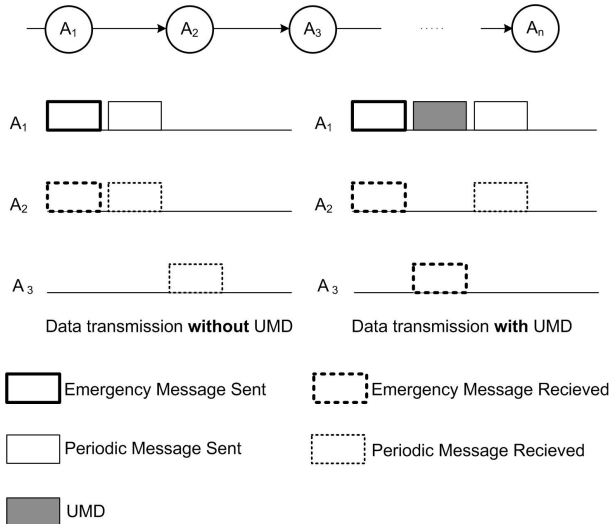 A1 A2 A3 ..... An
A1 A1
A2 A2
A3 A3
Data transmission without UMD Data transmission with UMD
Emergency Message Sent Emergency Message Recieved
Periodic Message Sent Periodic Message Recieved
UMD